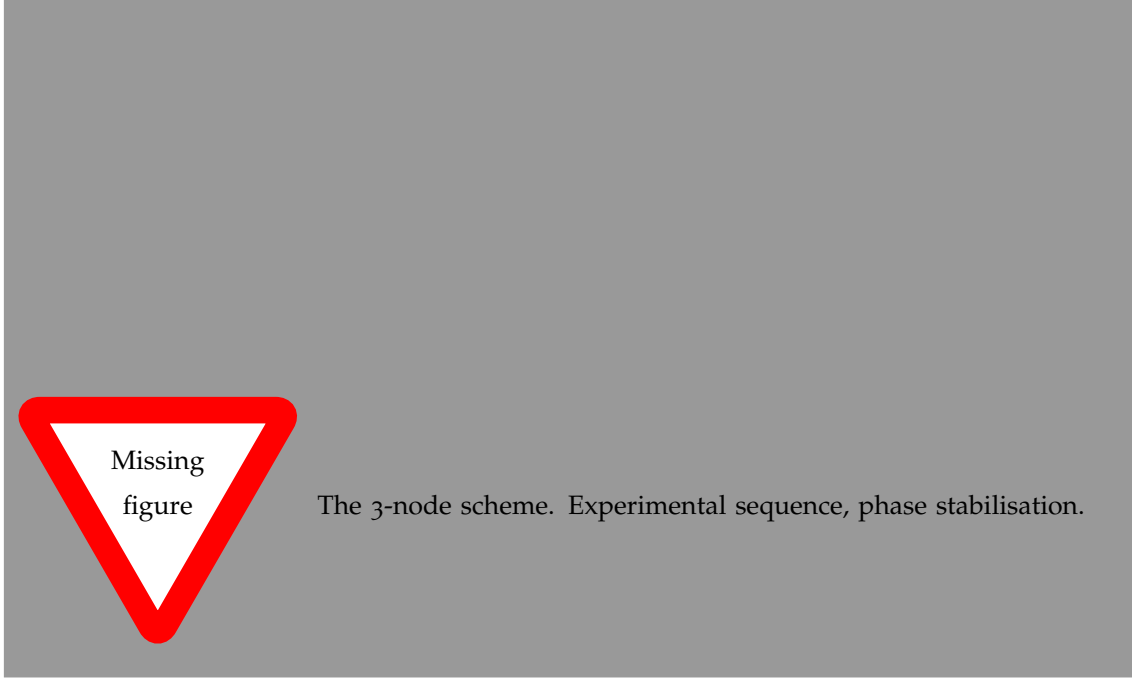 Missing
figure
The 3-node scheme. Experimental sequence, phase stabilisation.